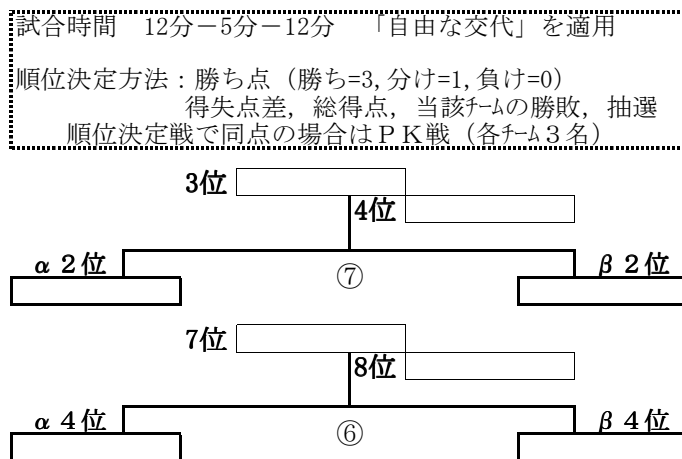 試合時間　12分－5分－12分　「自由な交代」を適用
順位決定方法：勝ち点（勝ち=3,分け=1,負け=0）
得失点差，総得点，当該ﾁｰﾑの勝敗，抽選
順位決定戦で同点の場合はＰＫ戦（各ﾁｰﾑ３名）
3位
4位
α２位
β２位
⑦
7位
8位
α４位
β４位
⑥